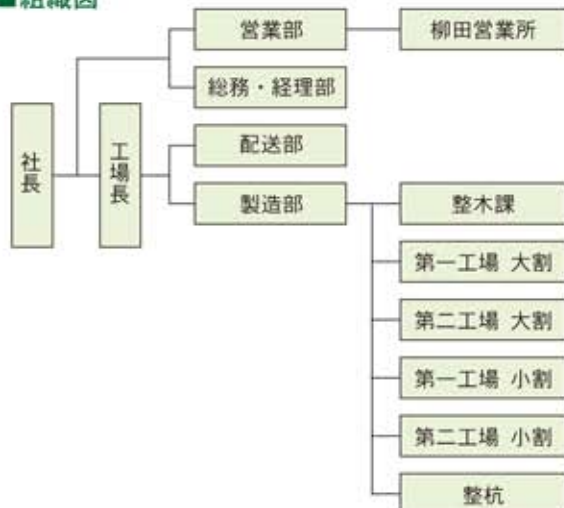 ■組織図
社長
工場長
営業部
柳田営業所
総務・経理部
配送部
製造部
整木課
第一工場 大割
第二工場 大割
第一工場 小割
第二工場 小割
整杭